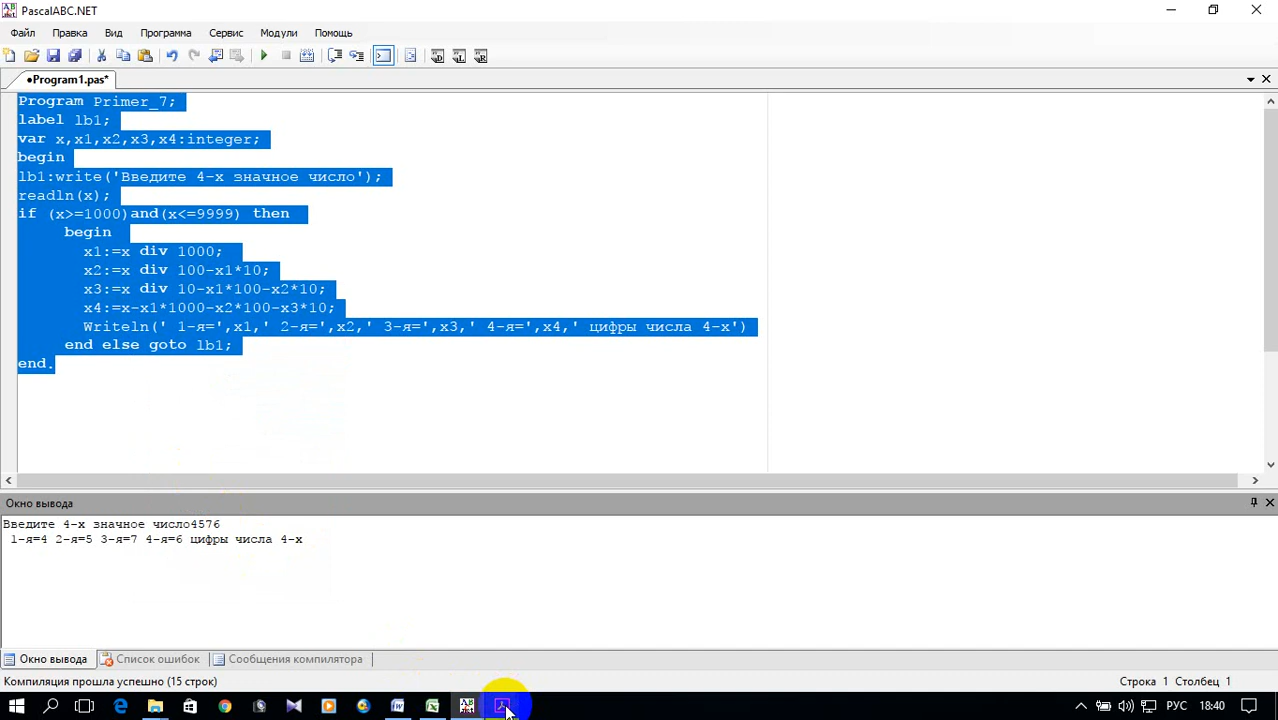 PascalABC.NET
Файл Правка Вид Программа Сервис Модули Помощь
•Program1.pas*
Program Primer_7;
label lb1;
var x,x1,x2,x3,x4:integer;
begin
lb1:write('Введите 4-х значное число');
readln(x);
if (x>=1000)and(x<=9999) then
begin
x1:=x div 1000;
x2:=x div 100-x1*10;
x3:=x div 10-x1*100-x2*10;
x4:=x-x1*1000-x2*100-x3*10;
Writeln(' 1-я=',x1,' 2-я=',x2,' 3-я=',x3,' 4-я=',x4,' цифры числа 4-х')
end else goto lb1;
end.
Окно вывода
Введите 4-х значное число4576
1-я=4 2-я=5 3-я=7 4-я=6 цифры числа 4-х
Окно вывода Список ошибок Сообщения компилятора
Компиляция прошла успешно (15 строк) Строка 1 Столбец 1
РУС 18:40